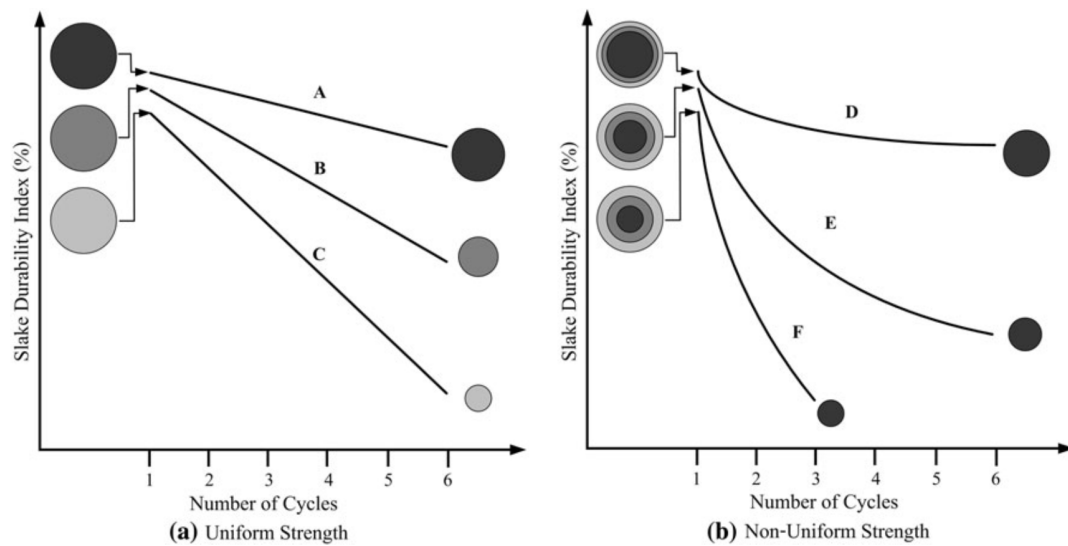 Slake Durability Index (%)
A
B
C
1 2 3 4 5 6
Number of Cycles
(a) Uniform Strength
Slake Durability Index (%)
D
E
F
1 2 3 4 5 6
Number of Cycles
(b) Non-Uniform Strength